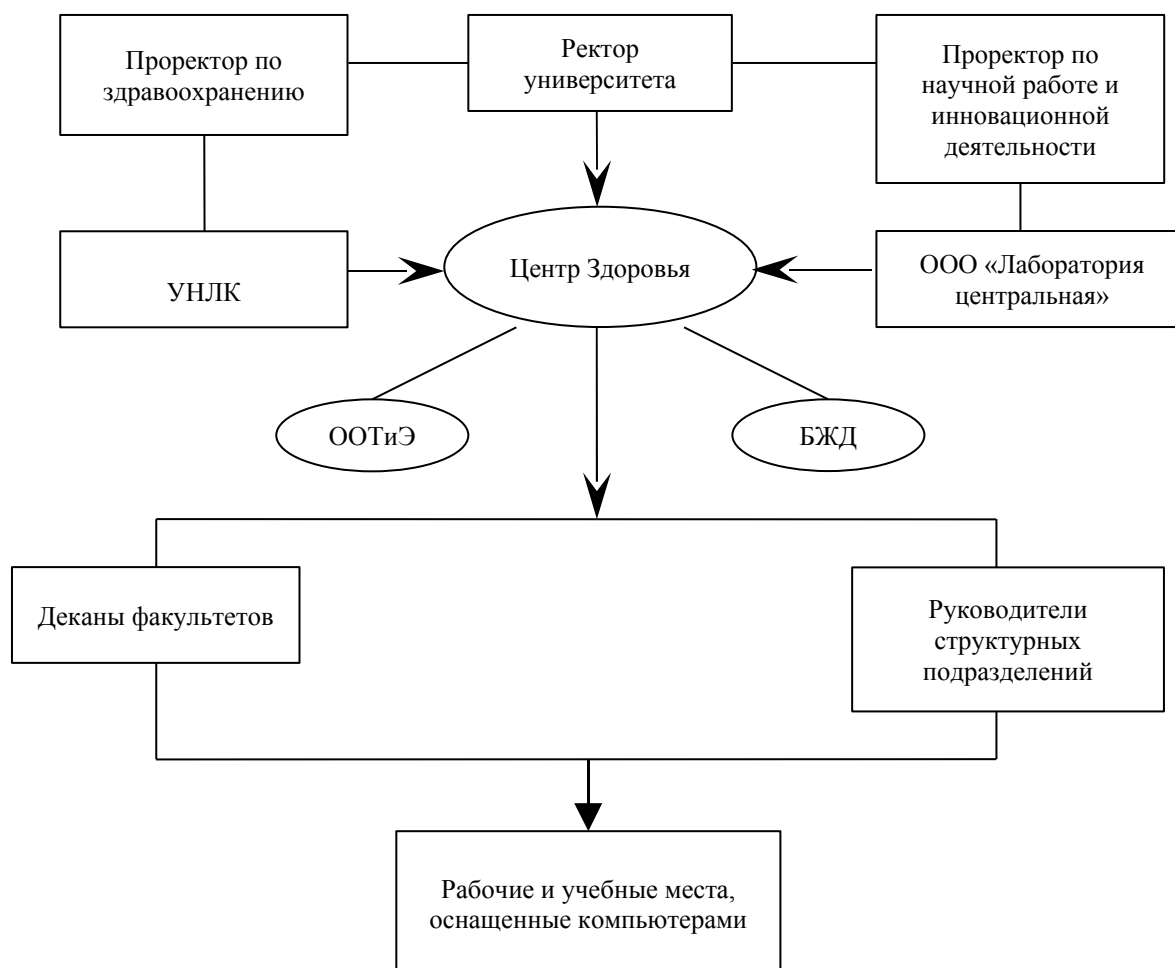 Проректор по
здравоохранению
Ректор
университета
Проректор по
научной работе и
инновационной
деятельности
УНЛК
Центр Здоровья
ООО «Лаборатория
центральная»
ООТиЭ
БЖД
Деканы факультетов
Руководители
структурных
подразделений
Рабочие и учебные места,
оснащенные компьютерами